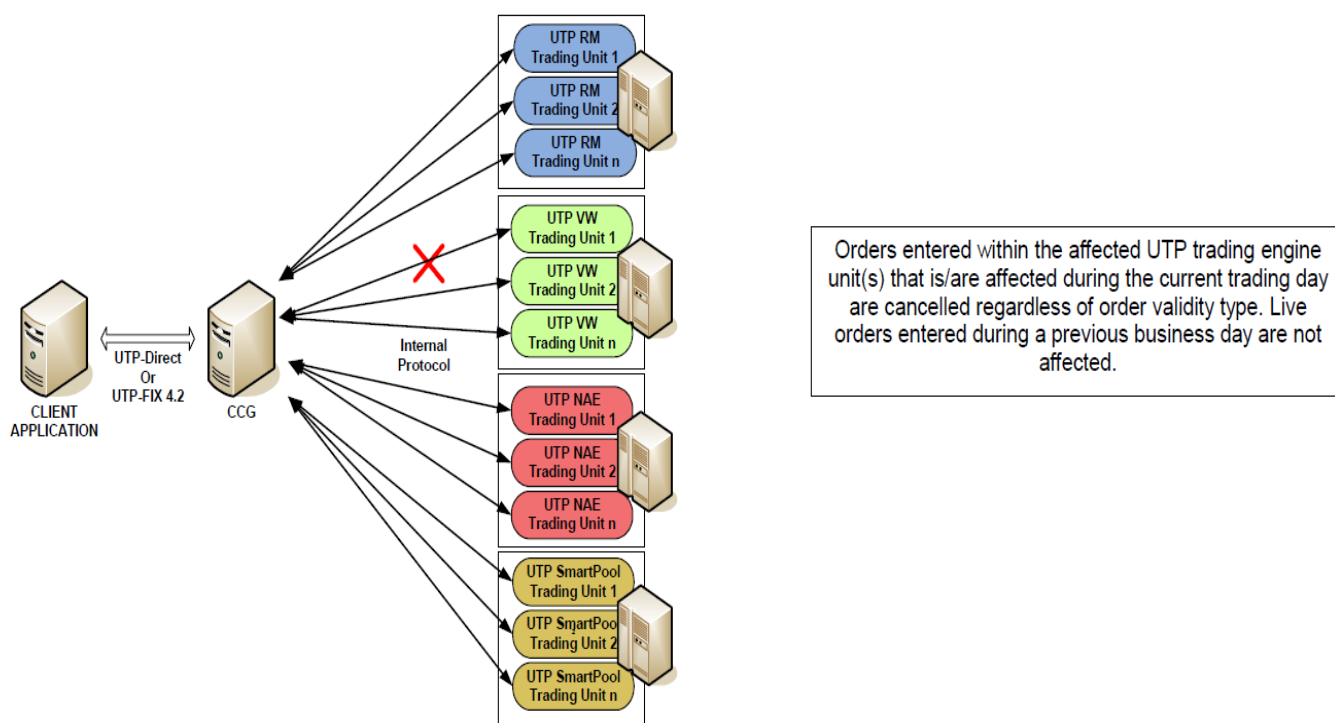 UTP RM
Trading Unit 1
UTP RM
Trading Unit 2
UTP RM
Trading Unit n
UTP VW
Trading Unit 1
UTP VW
Trading Unit 2
UTP VW
Trading Unit n
Internal
Protocol
UTP-Direct
Or
UTP-FIX 4.2
CLIENT
APPLICATION
CCG
UTP NAE
Trading Unit 1
UTP NAE
Trading Unit 2
UTP NAE
Trading Unit n
UTP SmartPool
Trading Unit 1
UTP SmartPool
Trading Unit 2
UTP SmartPool
Trading Unit n
Orders entered within the affected UTP trading engine
unit(s) that is/are affected during the current trading day
are cancelled regardless of order validity type. Live
orders entered during a previous business day are not
affected.